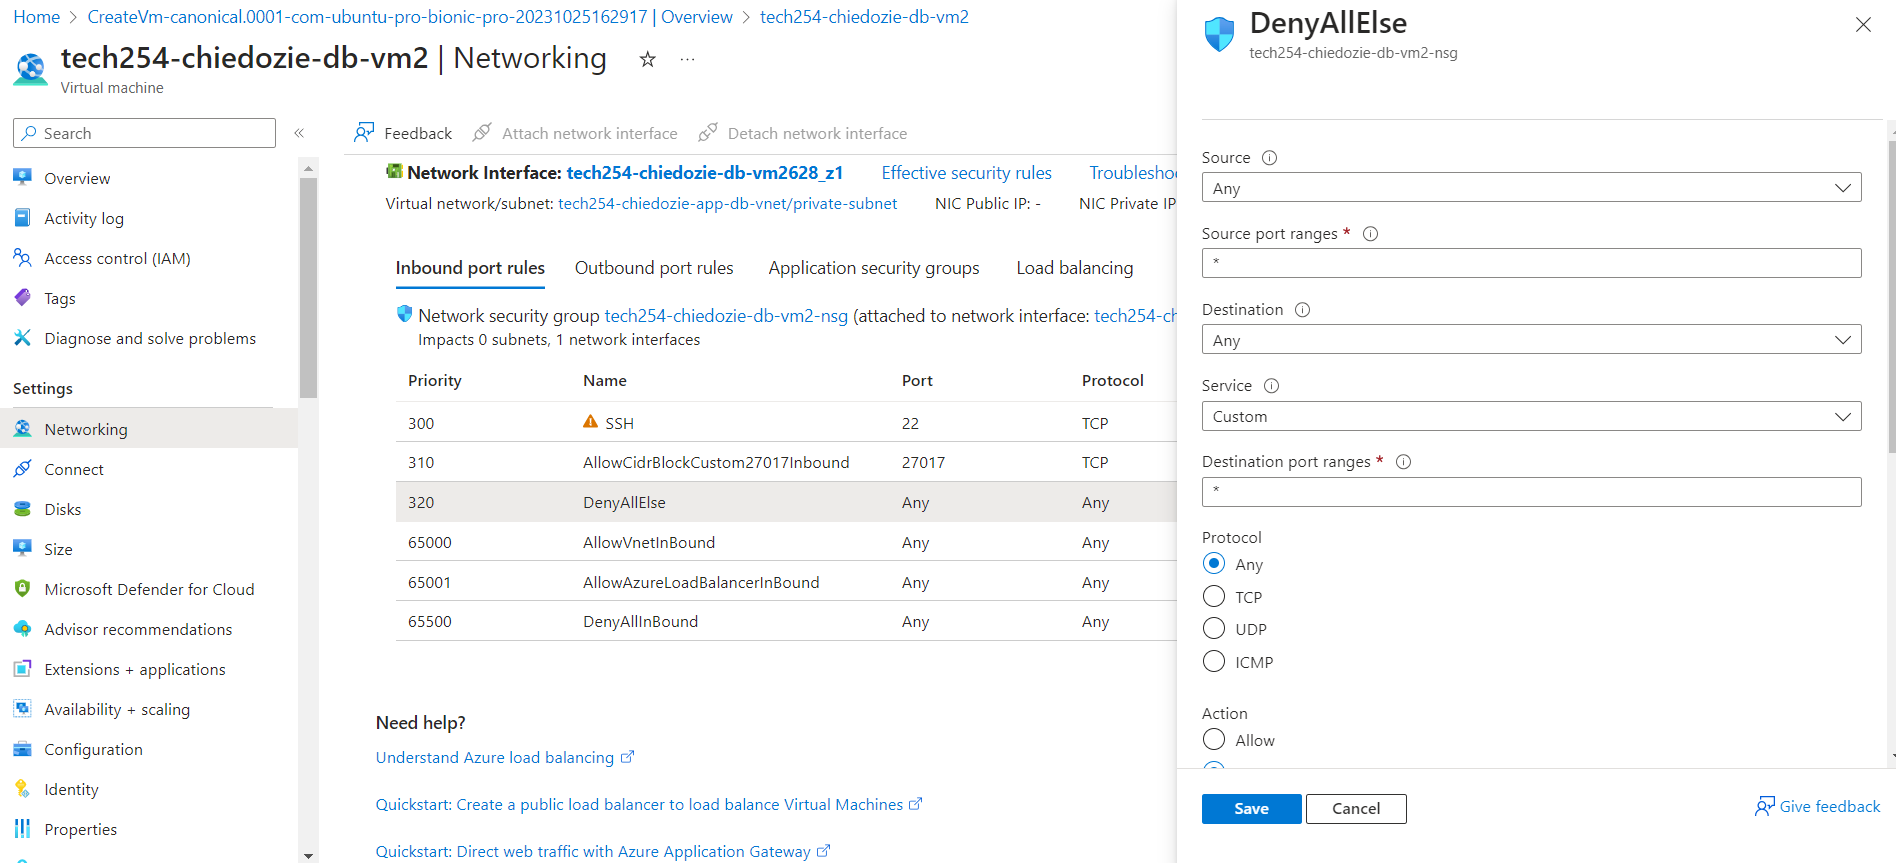 Home > CreateVm-canonical.0001-com-ubuntu-pro-bionic-pro-20231025162917 | Overview > tech254-chiedozie-db-vm2
tech254-chiedozie-db-vm2 | Networking
Virtual machine
Search
Overview
Activity log
Access control (IAM)
Tags
Diagnose and solve problems
Settings
Networking
Connect
Disks
Size
Microsoft Defender for Cloud
Advisor recommendations
Extensions + applications
Availability + scaling
Configuration
Identity
Properties
Feedback Attach network interface Detach network interface
Network Interface: tech254-chiedozie-db-vm2628_z1 Effective security rules Troubleshoo
Virtual network/subnet: tech254-chiedozie-app-db-vnet/private-subnet NIC Public IP: - NIC Private IP
Inbound port rules Outbound port rules Application security groups Load balancing
Network security group tech254-chiedozie-db-vm2-nsg (attached to network interface: tech254-ch
Impacts 0 subnets, 1 network interfaces
Priority Name Port Protocol
300 SSH 22 TCP
310 AllowCidrBlockCustom27017Inbound 27017 TCP
320 DenyAllElse Any Any
65000 AllowVnetInBound Any Any
65001 AllowAzureLoadBalancerInBound Any Any
65500 DenyAllInBound Any Any
Need help?
Understand Azure load balancing
Quickstart: Create a public load balancer to load balance Virtual Machines
Quickstart: Direct web traffic with Azure Application Gateway
DenyAllElse
tech254-chiedozie-db-vm2-nsg
Source
Any
Source port ranges *
*
Destination
Any
Service
Custom
Destination port ranges *
*
Protocol
Any
TCP
UDP
ICMP
Action
Allow
Save Cancel Give feedback